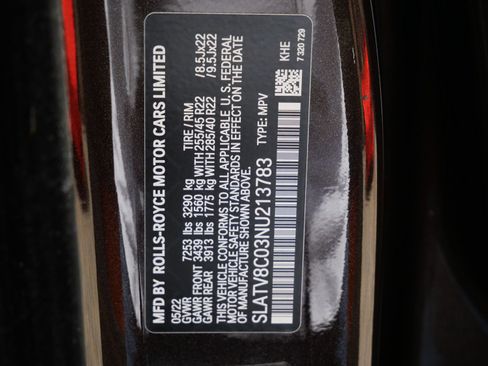 MFD BY ROLLS-ROYCE MOTOR CARS LIMITED
05/22 TIRE / RIM
GVWR 7253 lbs 3290 kg
GAWR FRONT 3439 lbs 1560 kg WITH 255/45 R22 /8.5Jx22
GAWR REAR 3913 lbs 1775 kg WITH 285/40 R22 /9.5Jx22
THIS VEHICLE CONFORMS TO ALL APPLICABLE U.S. FEDERAL
MOTOR VEHICLE SAFETY STANDARDS IN EFFECT ON THE DATE
OF MANUFACTURE SHOWN ABOVE.
SLATV8C03NU213783 TYPE: MPV
KHE
7 320 729